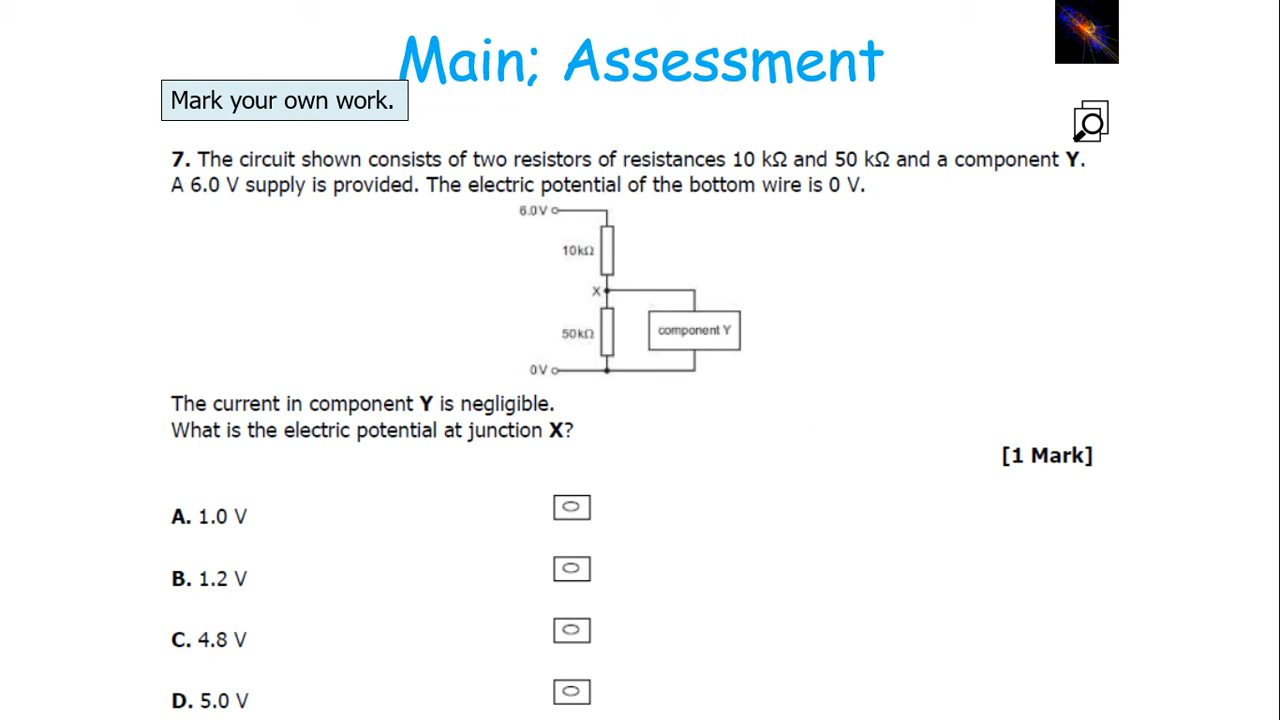 Main; Assessment
Mark your own work.
7. The circuit shown consists of two resistors of resistances 10 kΩ and 50 kΩ and a component Y.
A 6.0 V supply is provided. The electric potential of the bottom wire is 0 V.
6.0V
10kΩ
X
50kΩ
component Y
0V
The current in component Y is negligible.
What is the electric potential at junction X?
[1 Mark]
A. 1.0 V
B. 1.2 V
C. 4.8 V
D. 5.0 V